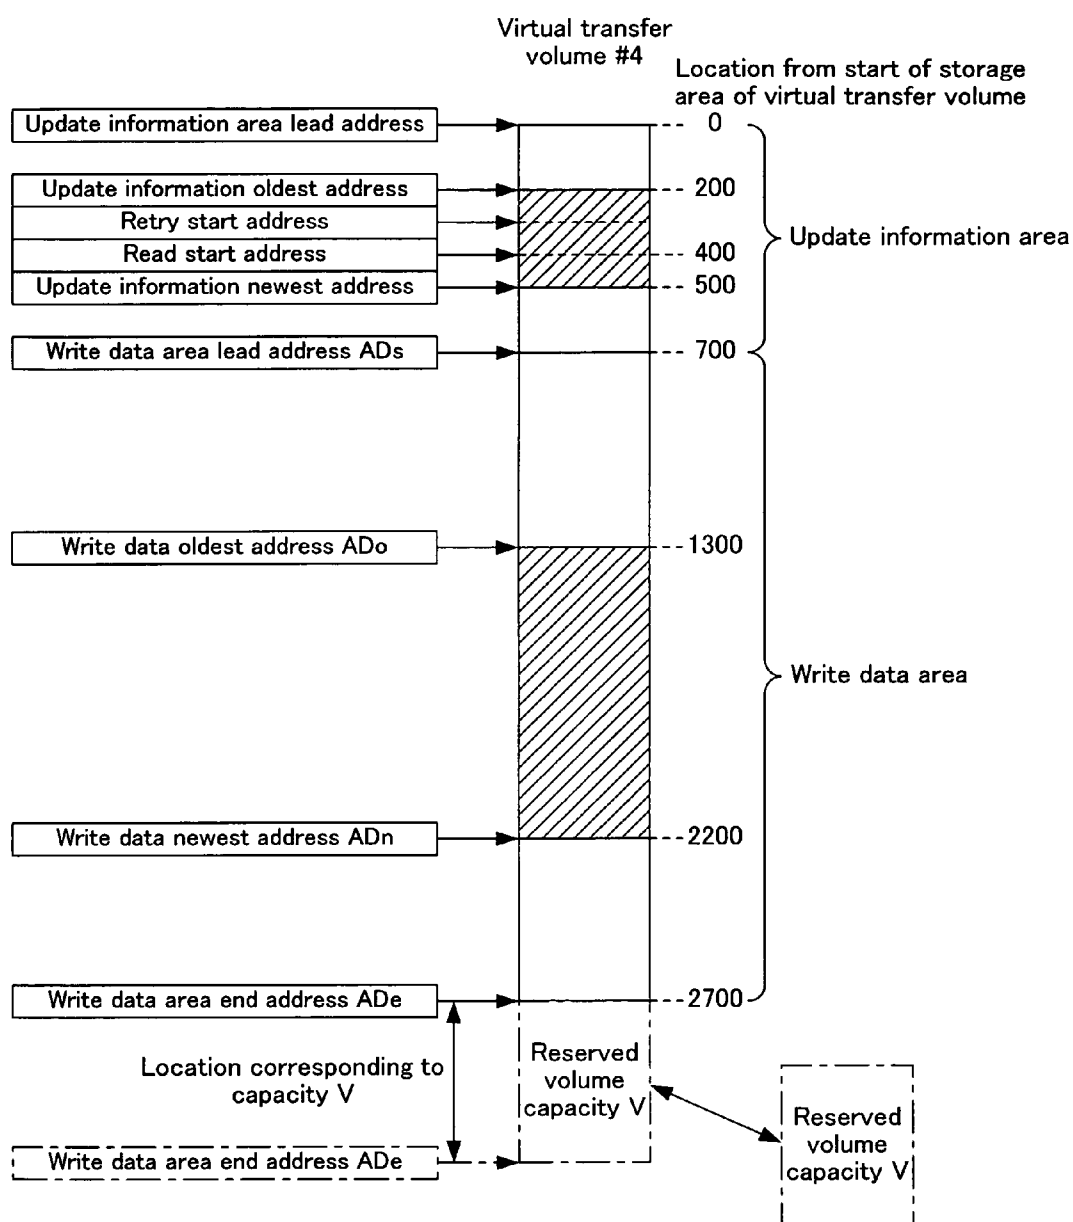 Virtual transfer
volume #4
Location from start of storage
area of virtual transfer volume
Update information area lead address
0
Update information oldest address
200
Retry start address
Read start address
400
Update information area
Update information newest address
500
Write data area lead address ADs
700
Write data oldest address ADo
1300
Write data area
Write data newest address ADn
2200
Write data area end address ADe
2700
Location corresponding to
capacity V
Reserved
volume
capacity V
Reserved
volume
capacity V
Write data area end address ADe